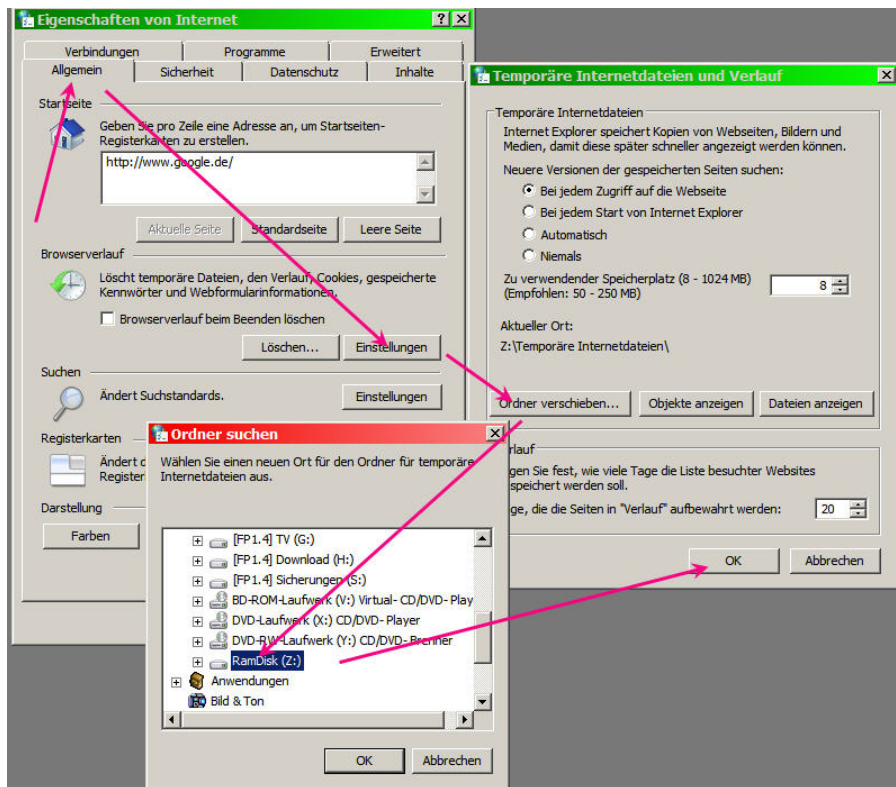 Eigenschaften von Internet
Verbindungen Programme Erweitert
Allgemein Sicherheit Datenschutz Inhalte
Startseite
Geben Sie pro Zeile eine Adresse an, um Startseiten-
Registerkarten zu erstellen.
http://www.google.de/
Aktuelle Seite Standardseite Leere Seite
Browserverlauf
Löscht temporäre Dateien, den Verlauf, Cookies, gespeicherte
Kennwörter und Webformularinformationen.
Browserverlauf beim Beenden löschen
Löschen... Einstellungen
Suchen
Ändert Suchstandards.
Einstellungen
Registerkarten
Ändert
Darstellung
Farben
Temporäre Internetdateien und Verlauf
Temporäre Internetdateien
Internet Explorer speichert Kopien von Webseiten, Bildern und
Medien, damit diese später schneller angezeigt werden können.
Neuere Versionen der gespeicherten Seiten suchen:
Bei jedem Zugriff auf die Webseite
Bei jedem Start von Internet Explorer
Automatisch
Niemals
Zu verwendender Speicherplatz (8 - 1024 MB)
(Empfohlen: 50 - 250 MB)
8
Aktueller Ort:
Z:\Temporäre Internetdateien\
Ordner verschieben... Objekte anzeigen Dateien anzeigen
Sie fest, wie viele Tage die Liste besuchter Websites
werden soll.
die die Seiten in "Verlauf" aufbewahrt werden: 20
OK Abbrechen
Ordner suchen
Wählen Sie einen neuen Ort für den Ordner für temporäre
Internetdateien aus.
[FP1.4] TV (G:)
[FP1.4] Download (H:)
[FP1.4] Sicherungen (S:)
BD-ROM-Laufwerk (V:) Virtual- CD/DVD- Play
DVD-Laufwerk (X:) CD/DVD- Player
DVD-RW-Laufwerk (Y:) CD/DVD- Brenner
RamDisk (Z:)
Anwendungen
Bild & Ton
OK Abbrechen